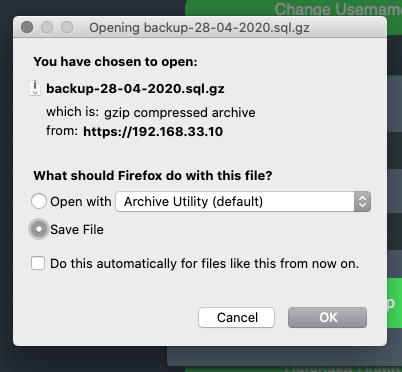 Change Username
Opening backup-28-04-2020.sql.gz
You have chosen to open:
backup-28-04-2020.sql.gz
which is: gzip compressed archive
from: https://192.168.33.10
What should Firefox do with this file?
Open with Archive Utility (default)
Save File
Do this automatically for files like this from now on.
p
Cancel OK
Database Dump